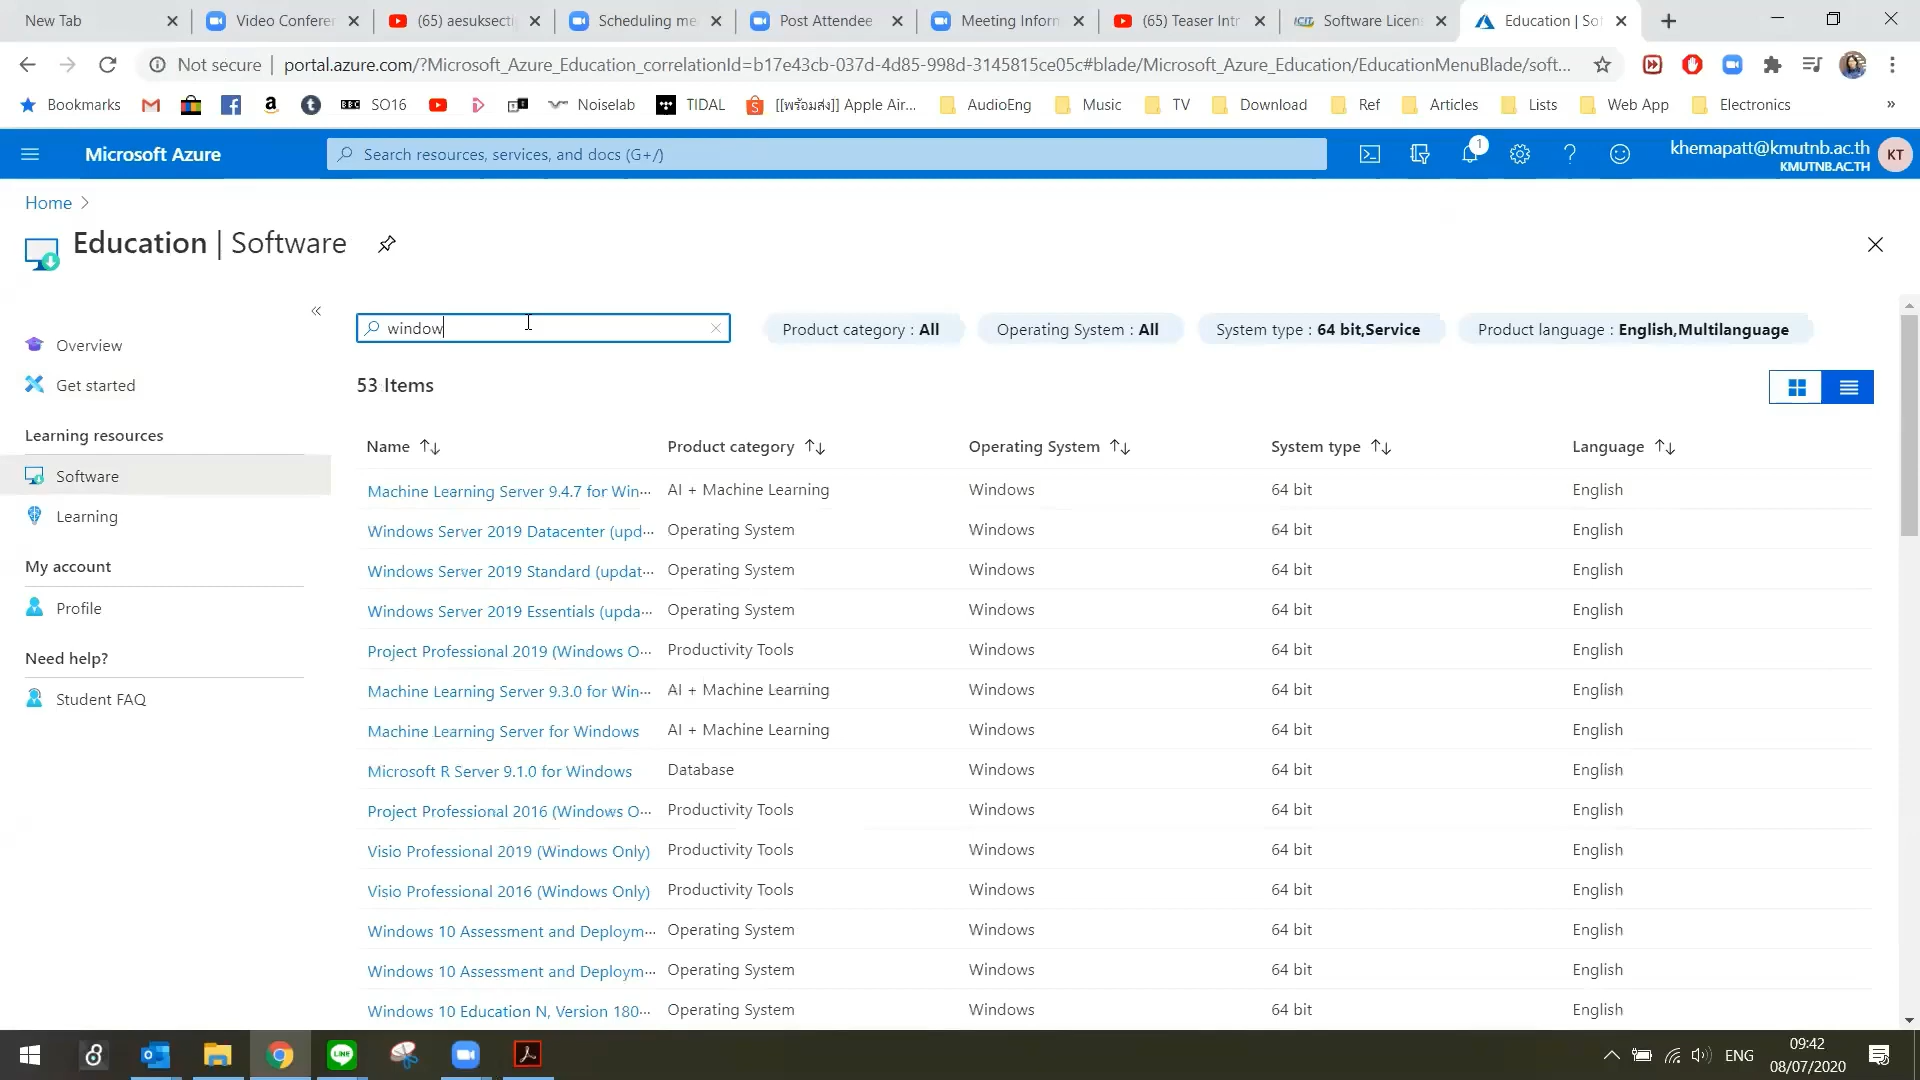 New Tab
Video Conferen
(65) aesuksecti
Scheduling me
Post Attendee
Meeting Inform
(65) Teaser Intr
ICIT Software Licen
Education | So
Not secure
portal.azure.com/?Microsoft_Azure_Education_correlationId=b17e43cb-037d-4d85-998d-3145815ce05c#blade/Microsoft_Azure_Education/EducationMenuBlade/soft...
Bookmarks
BBC SO16
Noiselab
TIDAL
[[พร้อมส่ง]] Apple Air...
AudioEng
Music
TV
Download
Ref
Articles
Lists
Web App
Electronics
»
Microsoft Azure
Search resources, services, and docs (G+/)
1
khemapatt@kmutnb.ac.th
KMUTNB.AC.TH
KT
Home
Education | Software
Overview
Get started
Learning resources
Software
Learning
My account
Profile
Need help?
Student FAQ
window
Product category : All
Operating System : All
System type : 64 bit,Service
Product language : English,Multilanguage
53 Items
Name Product category Operating System System type Language
Machine Learning Server 9.4.7 for Win... AI + Machine Learning Windows 64 bit English
Windows Server 2019 Datacenter (upd... Operating System Windows 64 bit English
Windows Server 2019 Standard (updat... Operating System Windows 64 bit English
Windows Server 2019 Essentials (upda... Operating System Windows 64 bit English
Project Professional 2019 (Windows O... Productivity Tools Windows 64 bit English
Machine Learning Server 9.3.0 for Win... AI + Machine Learning Windows 64 bit English
Machine Learning Server for Windows AI + Machine Learning Windows 64 bit English
Microsoft R Server 9.1.0 for Windows Database Windows 64 bit English
Project Professional 2016 (Windows O... Productivity Tools Windows 64 bit English
Visio Professional 2019 (Windows Only) Productivity Tools Windows 64 bit English
Visio Professional 2016 (Windows Only) Productivity Tools Windows 64 bit English
Windows 10 Assessment and Deploym... Operating System Windows 64 bit English
Windows 10 Assessment and Deploym... Operating System Windows 64 bit English
Windows 10 Education N, Version 180... Operating System Windows 64 bit English
LINE
ENG
09:42
08/07/2020